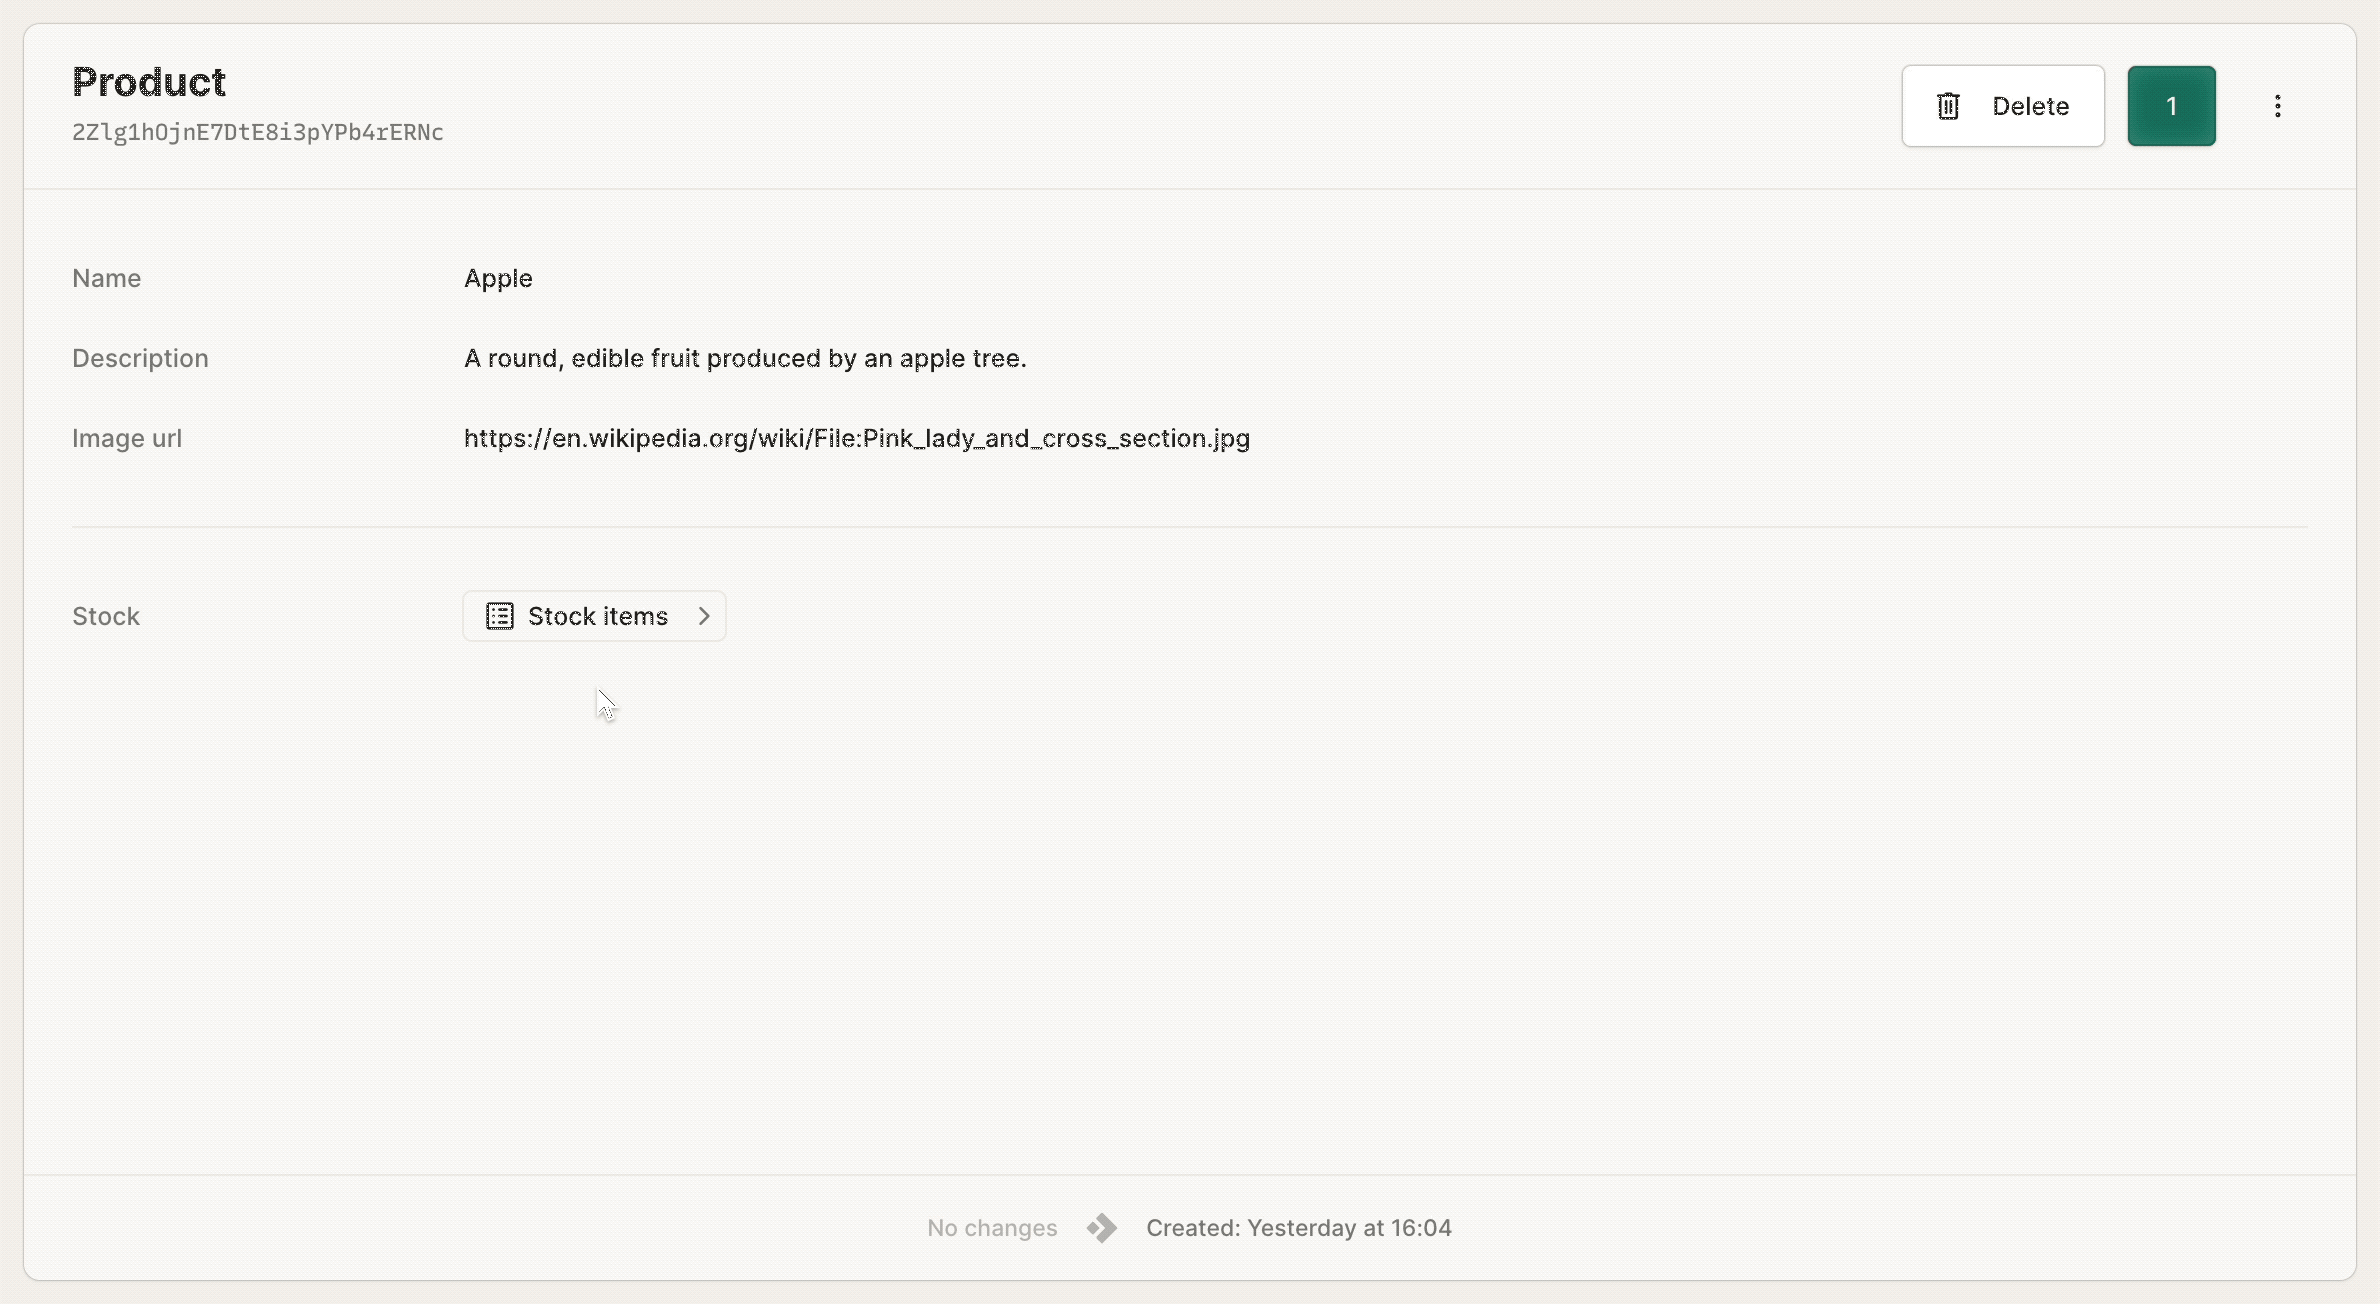 Product
2Zlg1hOjnE7DtE8i3pYPb4rERNc
Delete
1
Name
Apple
Description
A round, edible fruit produced by an apple tree.
Image url
https://en.wikipedia.org/wiki/File:Pink_lady_and_cross_section.jpg
Stock
Stock items
No changes
Created: Yesterday at 16:04